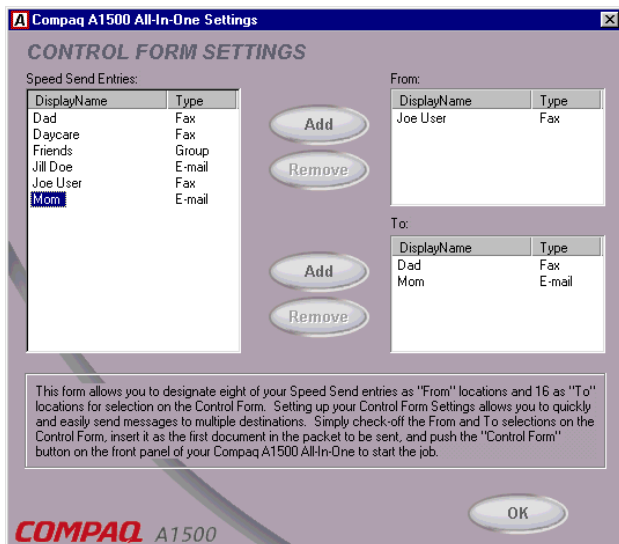 Compaq A1500 All-In-One Settings
CONTROL FORM SETTINGS
Speed Send Entries:
DisplayName Type
Dad Fax
Daycare Fax
Friends Group
Jill Doe E-mail
Joe User Fax
Mom E-mail
Add
Remove
From:
DisplayName Type
Joe User Fax
Add
Remove
To:
DisplayName Type
Dad Fax
Mom E-mail
This form allows you to designate eight of your Speed Send entries as "From" locations and 16 as "To"
locations for selection on the Control Form. Setting up your Control Form Settings allows you to quickly
and easily send messages to multiple destinations. Simply check-off the From and To selections on the
Control Form, insert it as the first document in the packet to be sent, and push the "Control Form"
button on the front panel of your Compaq A1500 All-In-One to start the job.
OK
COMPAQ A1500